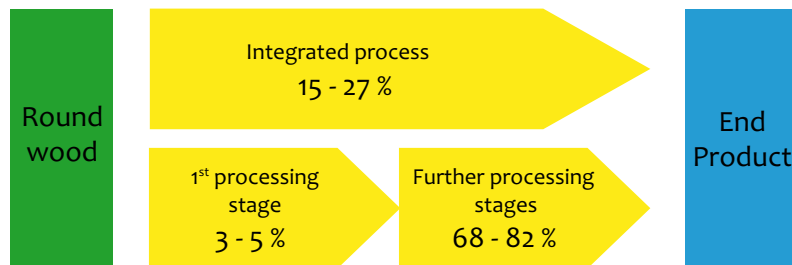 Round
wood
Integrated process
15 - 27 %
1st processing
stage
3 - 5 %
Further processing
stages
68 - 82 %
End
Product